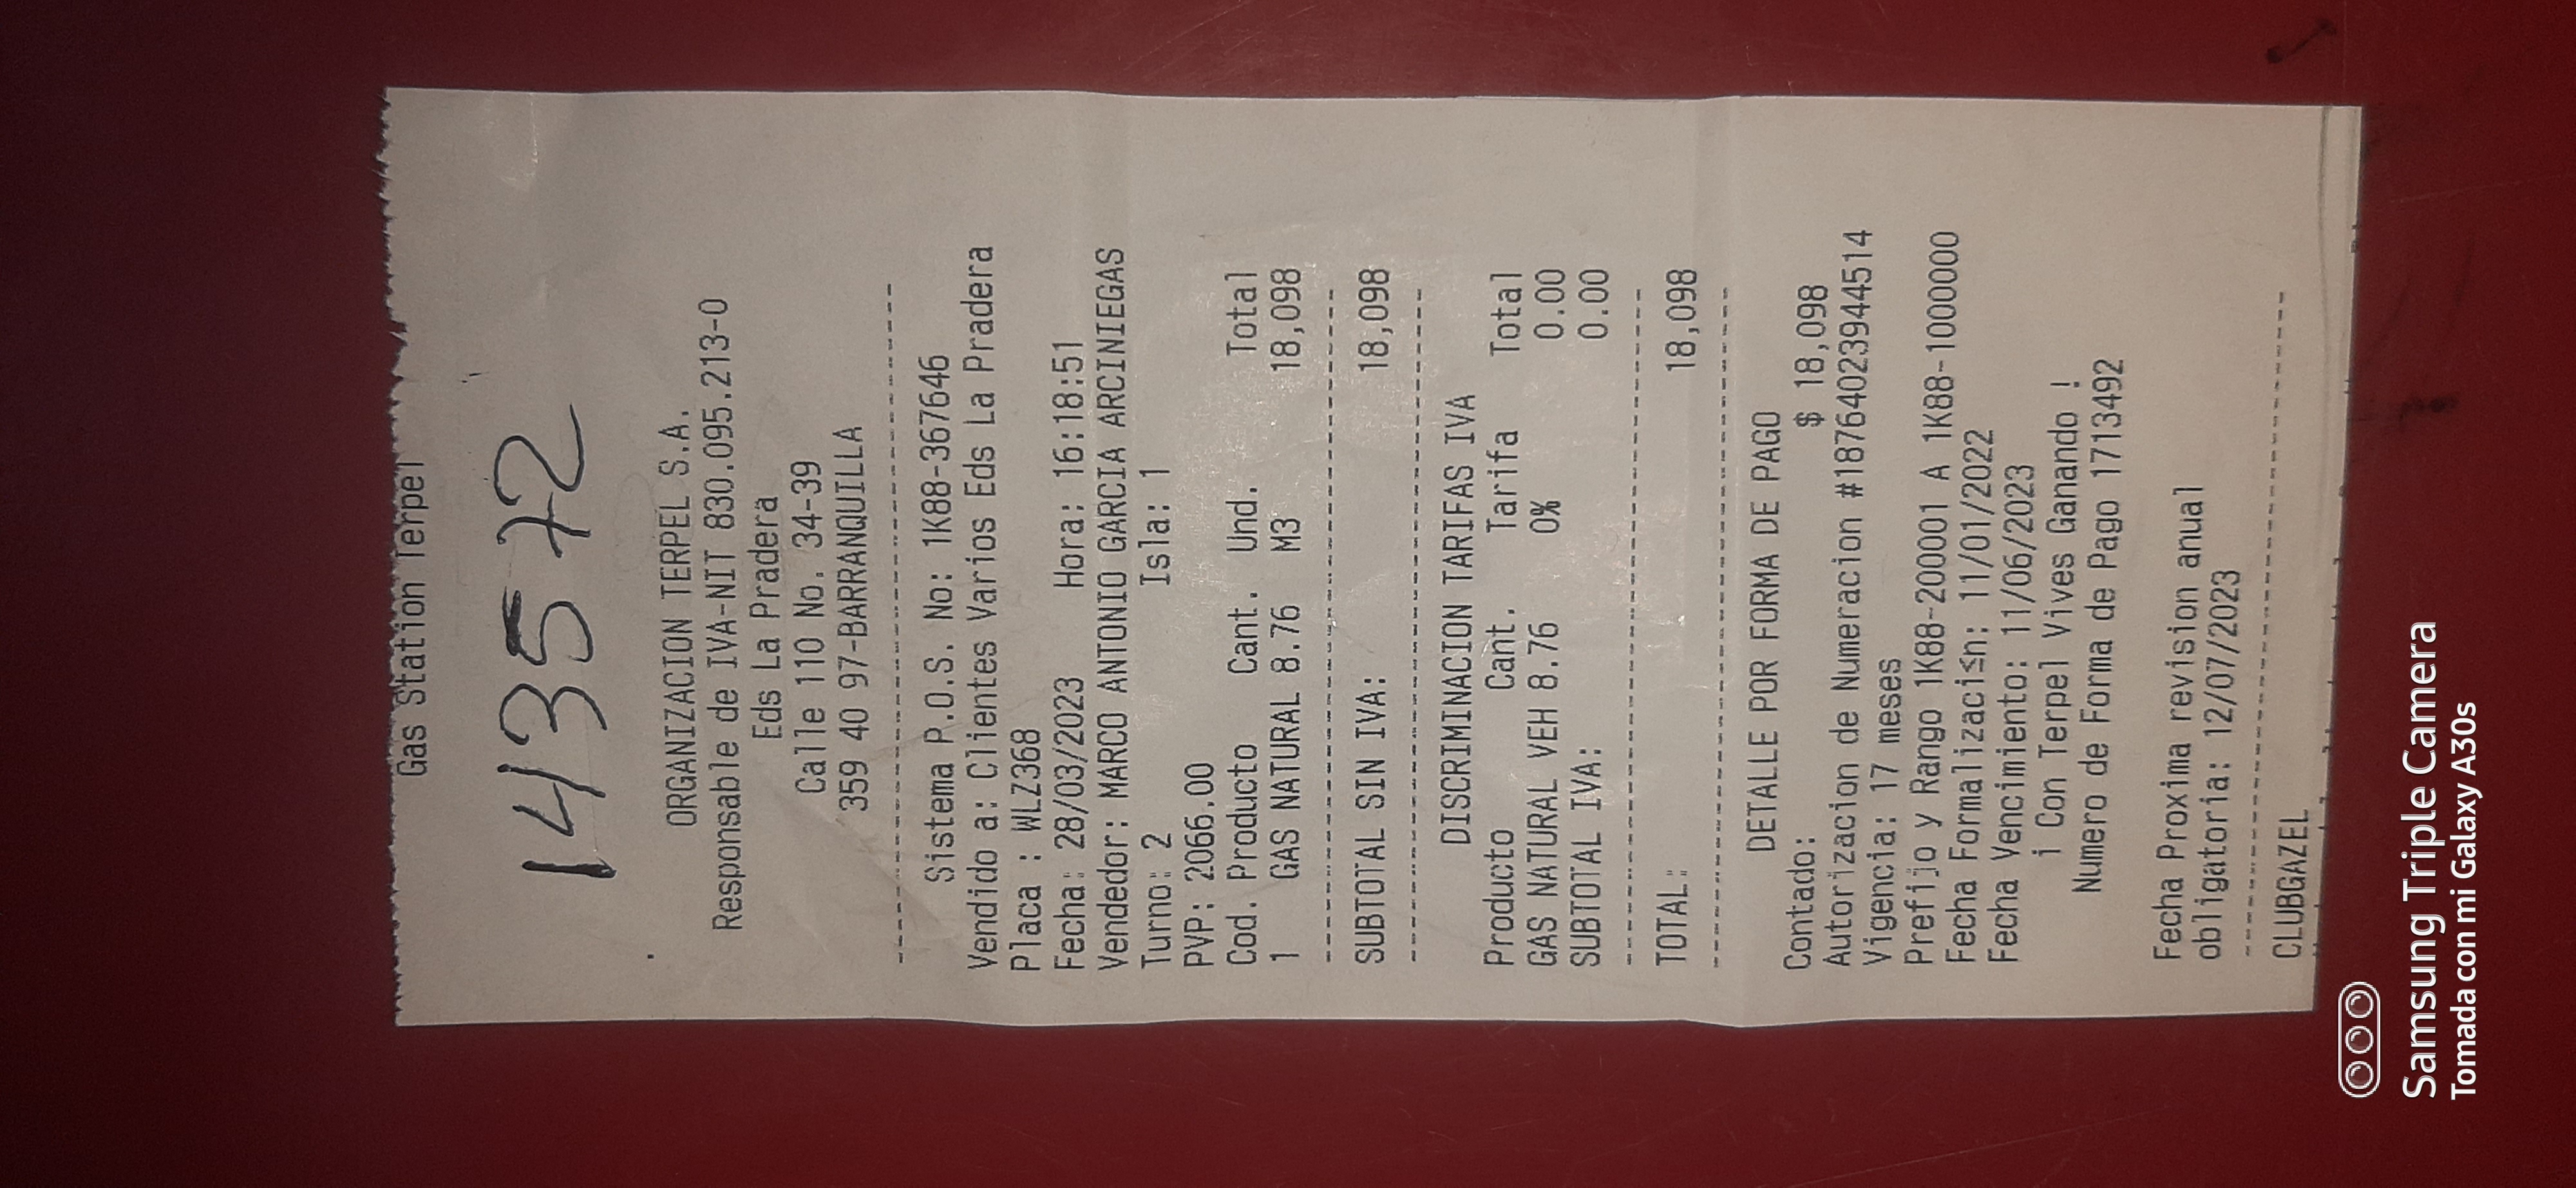 Gas Station Terpel
143572
ORGANIZACION TERPEL S.A.
Responsable de IVA-NIT 830.095.213-0
Eds La Pradera
Calle 110 No. 34-39
359 40 97-BARRANQUILLA
Sistema P.O.S. No: 1K88-367646
Vendido a: Clientes Varios Eds La Pradera
Placa : WLZ368
Fecha: 28/03/2023 Hora: 16:18:51
Vendedor: MARCO ANTONIO GARCIA ARCINIEGAS
Turno: 2 Isla: 1
PVP: 2066.00
Cod. Producto Cant. Und. Total
1 GAS NATURAL 8.76 M3 18,098
SUBTOTAL SIN IVA: 18,098
DISCRIMINACION TARIFAS IVA
Producto Cant. Tarifa Total
GAS NATURAL VEH 8.76 0% 0.00
SUBTOTAL IVA: 0.00
TOTAL: 18,098
DETALLE POR FORMA DE PAGO
Contado: $ 18,098
Autorizacion de Numeracion #18764023944514
Vigencia: 17 meses
Prefijo y Rango 1K88-200001 A 1K88-1000000
Fecha Formalizaci≤n: 11/01/2022
Fecha Vencimiento: 11/06/2023
¡ Con Terpel Vives Ganando !
Numero de Forma de Pago 1713492
Fecha Proxima revision anual
obligatoria: 12/07/2023
CLUBGAZEL
Samsung Triple Camera
Tomada con mi Galaxy A30s